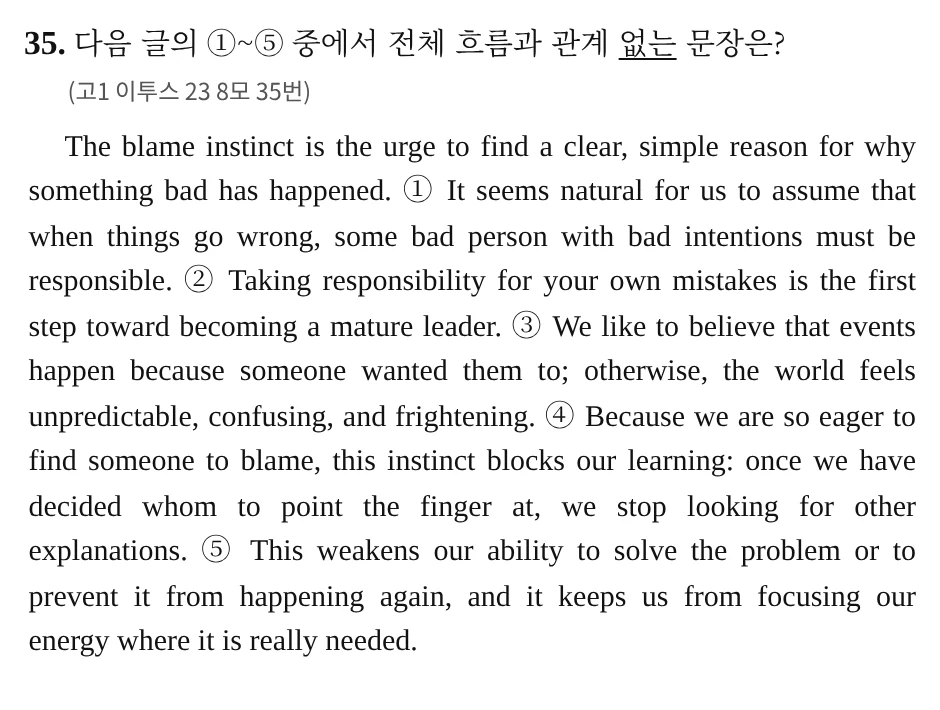 35. 다음 글의 ①~⑤ 중에서 전체 흐름과 관계 없는 문장은?
(고1 이투스 23 8모 35번)
The blame instinct is the urge to find a clear, simple reason for why
something bad has happened. ① It seems natural for us to assume that
when things go wrong, some bad person with bad intentions must be
responsible. ② Taking responsibility for your own mistakes is the first
step toward becoming a mature leader. ③ We like to believe that events
happen because someone wanted them to; otherwise, the world feels
unpredictable, confusing, and frightening. ④ Because we are so eager to
find someone to blame, this instinct blocks our learning: once we have
decided whom to point the finger at, we stop looking for other
explanations. ⑤ This weakens our ability to solve the problem or to
prevent it from happening again, and it keeps us from focusing our
energy where it is really needed.